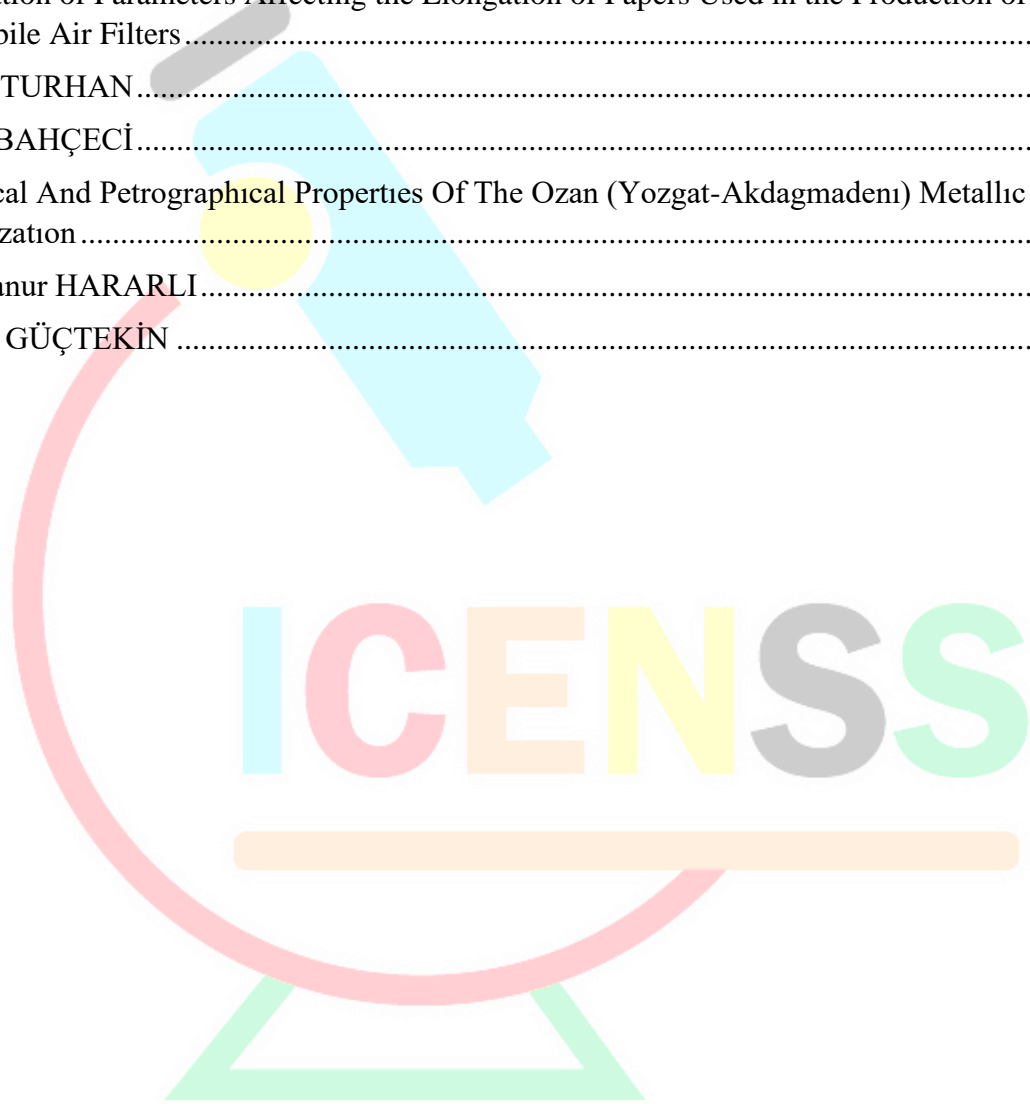 ation of Parameters Affecting the Elongation of Papers Used in the Production of
bile Air Filters
TURHAN
BAHÇECİ
cal And Petrographıcal Propertıes Of The Ozan (Yozgat-Akdagmadenı) Metallıc
zatıon
anur HARARLI
GÜÇTEKİN
ICENSS